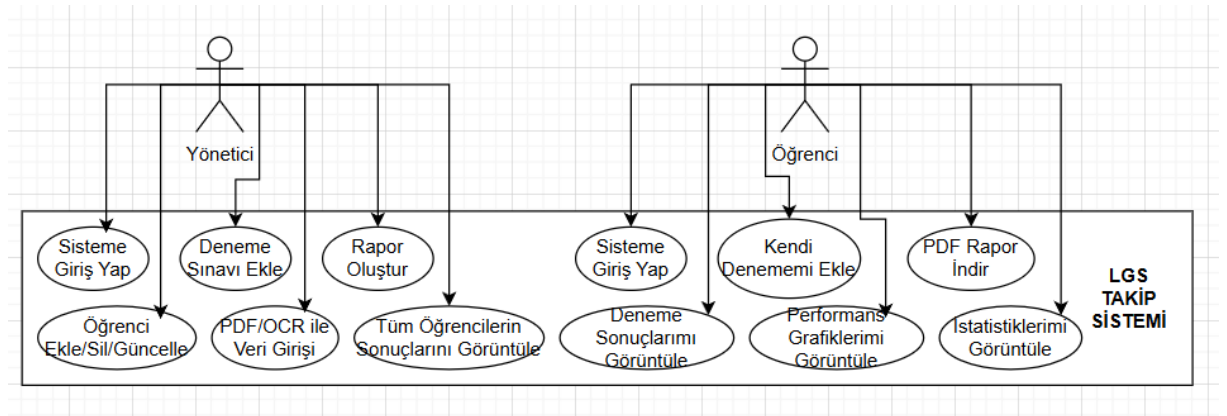 Yönetici
Öğrenci
Sisteme
Giriş Yap
Deneme
Sınavı Ekle
Rapor
Oluştur
Sisteme
Giriş Yap
Kendi
Denememi Ekle
PDF Rapor
İndir
LGS
TAKİP
SİSTEMİ
Öğrenci
Ekle/Sil/Güncelle
PDF/OCR ile
Veri Girişi
Tüm Öğrencilerin
Sonuçlarını Görüntüle
Deneme
Sonuçlarımı
Görüntüle
Performans
Grafiklerimi
Görüntüle
İstatistiklerimi
Görüntüle